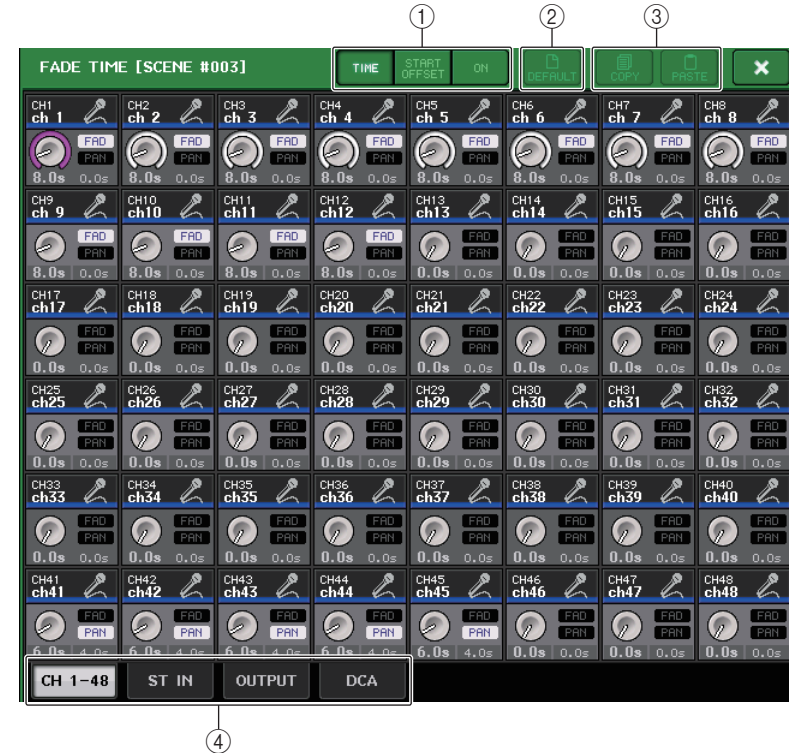 1 2 3
FADE TIME [SCENE #003] TIME START OFFSET ON DEFAULT COPY PASTE
CH1 CH2 CH3 CH4 CH5 CH6 CH7 CH8
ch 1 ch 2 ch 3 ch 4 ch 5 ch 6 ch 7 ch 8
FAD FAD FAD FAD FAD FAD FAD FAD
PAN PAN PAN PAN PAN PAN PAN PAN
8.0s 0.0s 8.0s 0.0s 8.0s 0.0s 8.0s 0.0s 8.0s 0.0s 8.0s 0.0s 8.0s 0.0s 8.0s 0.0s
CH9 CH10 CH11 CH12 CH13 CH14 CH15 CH16
ch 9 ch10 ch11 ch12 ch13 ch14 ch15 ch16
FAD FAD FAD FAD FAD FAD FAD FAD
PAN PAN PAN PAN PAN PAN PAN PAN
8.0s 0.0s 8.0s 0.0s 8.0s 0.0s 8.0s 0.0s 0.0s 0.0s 0.0s 0.0s 0.0s 0.0s 0.0s 0.0s
CH17 CH18 CH19 CH20 CH21 CH22 CH23 CH24
ch17 ch18 ch19 ch20 ch21 ch22 ch23 ch24
FAD FAD FAD FAD FAD FAD FAD FAD
PAN PAN PAN PAN PAN PAN PAN PAN
0.0s 0.0s 0.0s 0.0s 0.0s 0.0s 0.0s 0.0s 0.0s 0.0s 0.0s 0.0s 0.0s 0.0s 0.0s 0.0s
CH25 CH26 CH27 CH28 CH29 CH30 CH31 CH32
ch25 ch26 ch27 ch28 ch29 ch30 ch31 ch32
FAD FAD FAD FAD FAD FAD FAD FAD
PAN PAN PAN PAN PAN PAN PAN PAN
0.0s 0.0s 0.0s 0.0s 0.0s 0.0s 0.0s 0.0s 0.0s 0.0s 0.0s 0.0s 0.0s 0.0s 0.0s 0.0s
CH33 CH34 CH35 CH36 CH37 CH38 CH39 CH40
ch33 ch34 ch35 ch36 ch37 ch38 ch39 ch40
FAD FAD FAD FAD FAD FAD FAD FAD
PAN PAN PAN PAN PAN PAN PAN PAN
0.0s 0.0s 0.0s 0.0s 0.0s 0.0s 0.0s 0.0s 0.0s 0.0s 0.0s 0.0s 0.0s 0.0s 0.0s 0.0s
CH41 CH42 CH43 CH44 CH45 CH46 CH47 CH48
ch41 ch42 ch43 ch44 ch45 ch46 ch47 ch48
FAD FAD FAD FAD FAD FAD FAD FAD
PAN PAN PAN PAN PAN PAN PAN PAN
6.0s 4.0s 6.0s 4.0s 6.0s 4.0s 6.0s 4.0s 6.0s 4.0s 0.0s 0.0s 0.0s 0.0s 0.0s 0.0s
CH 1-48 ST IN OUTPUT DCA
4